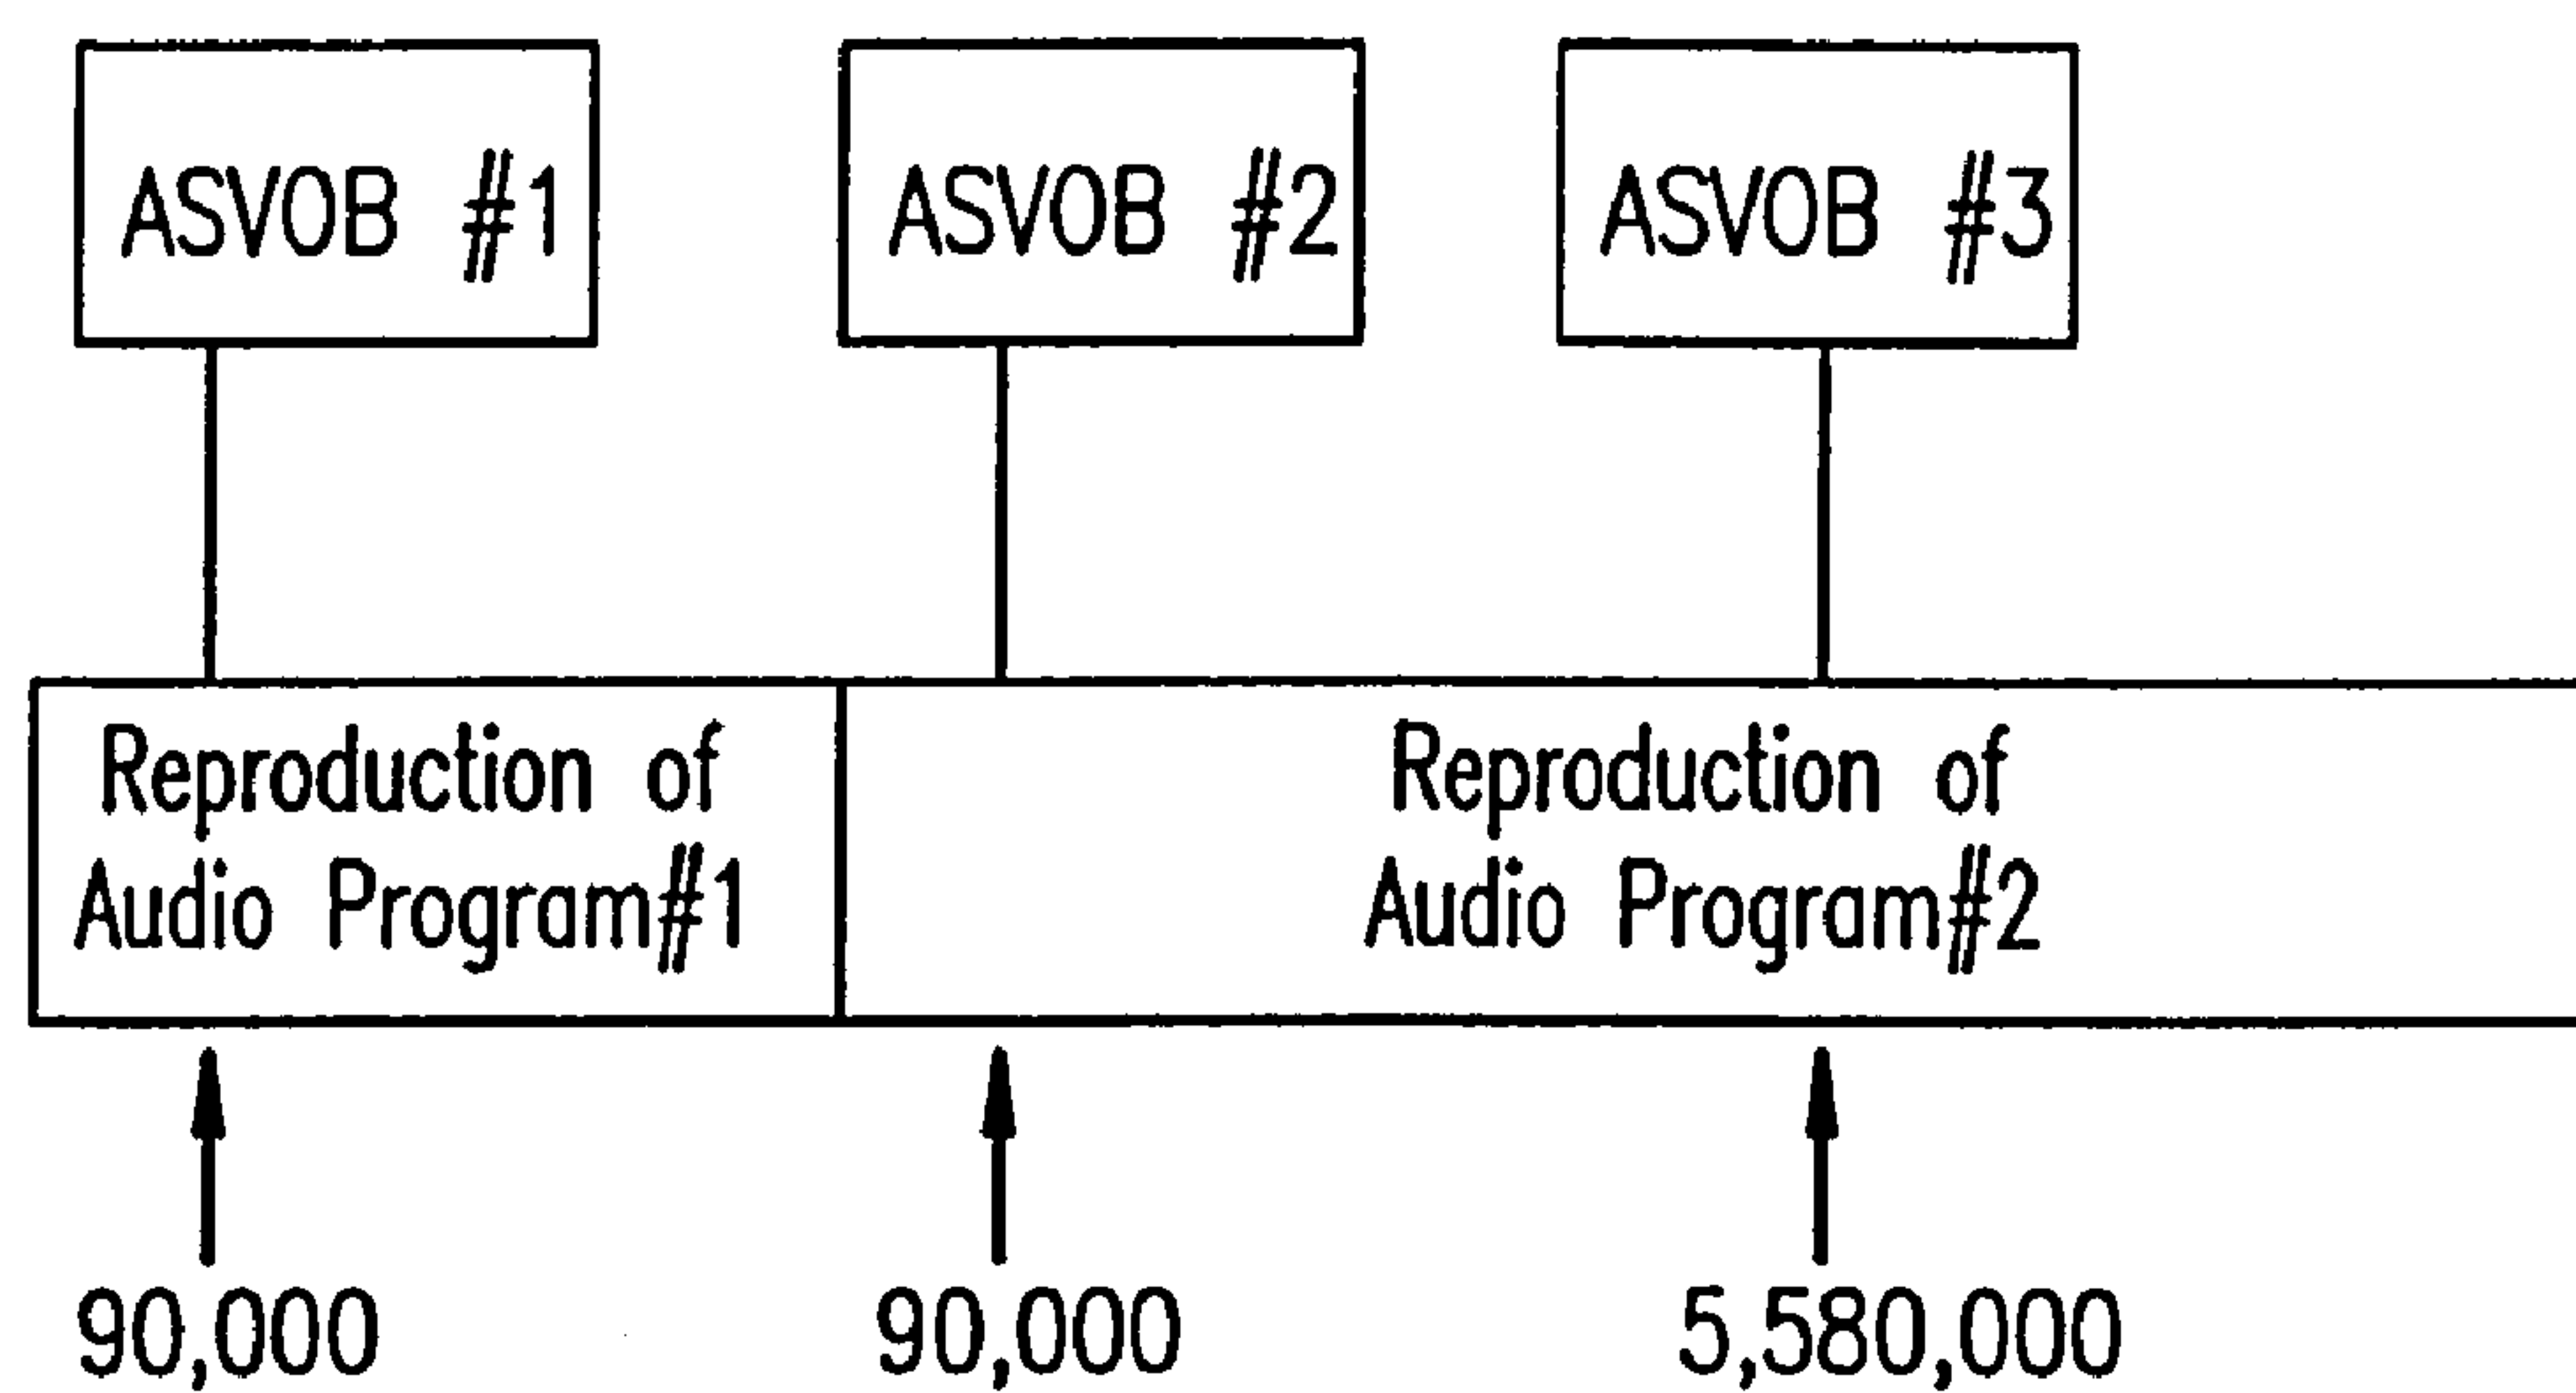 ASVOB #1
ASVOB #2
ASVOB #3
Reproduction of
Audio Program#1
Reproduction of
Audio Program#2
90,000
90,000
5,580,000